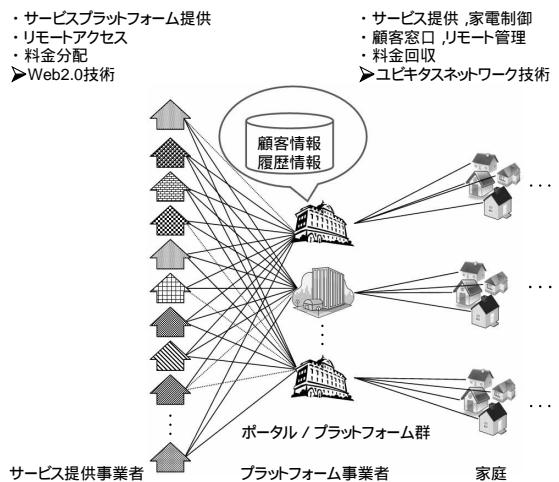 ・サービスプラットフォーム提供
・リモートアクセス
・料金分配
➢Web2.0技術
・サービス提供 ,家電制御
・顧客窓口 ,リモート管理
・料金回収
➢ユビキタスネットワーク技術
顧客情報
履歴情報
ポータル / プラットフォーム群
サービス提供事業者
プラットフォーム事業者
家庭